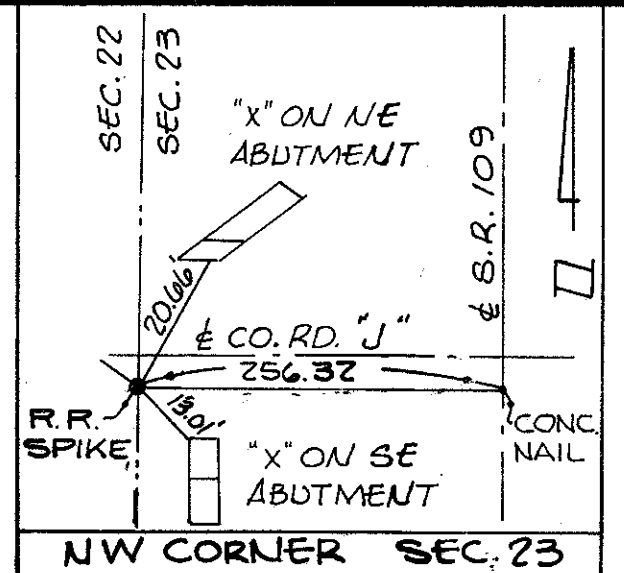 SEC. 22
SEC. 23
"X" ON NE
ABUTMENT
℄ S.R. 109
20.66'
℄ CO. RD. "J"
256.32
R.R.
SPIKE
13.01'
CONC.
NAIL
"X" ON SE
ABUTMENT
NW CORNER SEC. 23